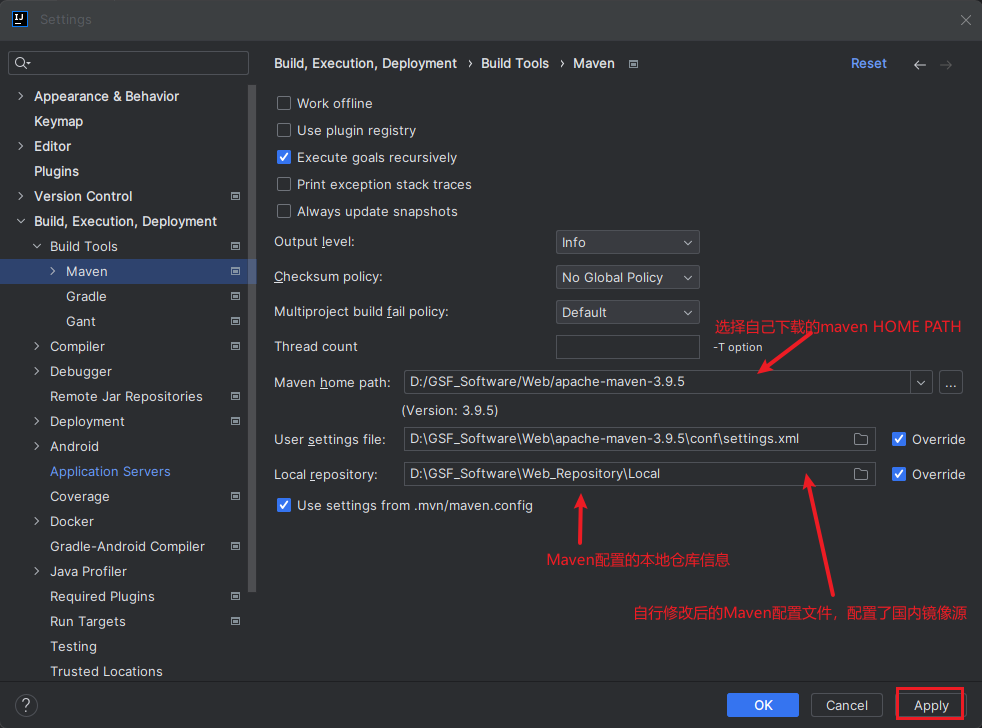 IJ
Settings
Build, Execution, Deployment › Build Tools › Maven
Reset
Appearance & Behavior
Keymap
Editor
Plugins
Version Control
Build, Execution, Deployment
Build Tools
Maven
Gradle
Gant
Compiler
Debugger
Remote Jar Repositories
Deployment
Android
Application Servers
Coverage
Docker
Gradle-Android Compiler
Java Profiler
Required Plugins
Run Targets
Testing
Trusted Locations
Work offline
Use plugin registry
Execute goals recursively
Print exception stack traces
Always update snapshots
Output level: Info
Checksum policy: No Global Policy
Multiproject build fail policy: Default
选择自己下载的maven HOME PATH
Thread count -T option
Maven home path: D:/GSF_Software/Web/apache-maven-3.9.5 ...
(Version: 3.9.5)
User settings file: D:\GSF_Software\Web\apache-maven-3.9.5\conf\settings.xml Override
Local repository: D:\GSF_Software\Web_Repository\Local Override
Use settings from .mvn/maven.config
Maven配置的本地仓库信息
自行修改后的Maven配置文件，配置了国内镜像源
? OK Cancel Apply